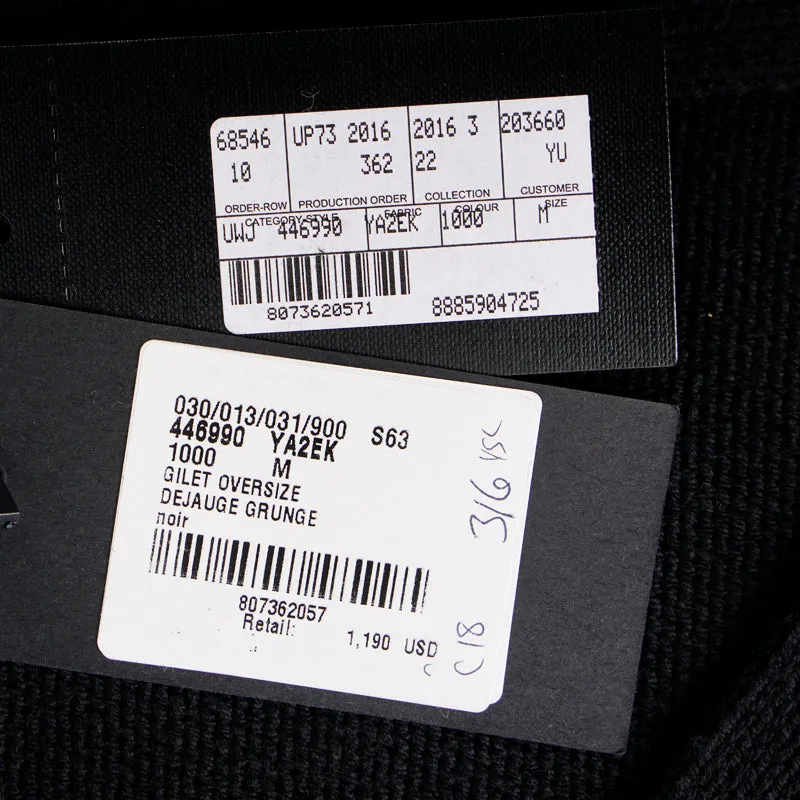 68546 UP73 2016 2016 3 203660
10 362 22 YU
ORDER-ROW PRODUCTION ORDER COLLECTION CUSTOMER
CATEGORY-STYLE FABRIC COLOUR SIZE
UWJ 446990 YA2EK 1000 M
8073620571 8885904725
030/013/031/900 S63
446990 YA2EK
1000 M
GILET OVERSIZE
DEJAUGE GRUNGE
noir
807362057
Retail: 1,190 USD
316
C18